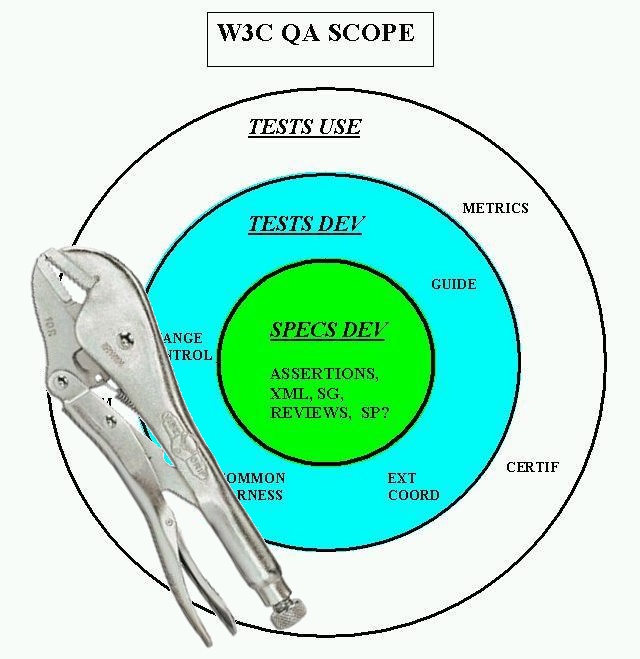 W3C QA SCOPE
TESTS USE
METRICS
TESTS DEV
GUIDE
SPECS DEV
ANGE
NTROL
ASSERTIONS,
XML, SG,
REVIEWS, SP?
CERTIF
OMMON
RNESS
EXT
COORD